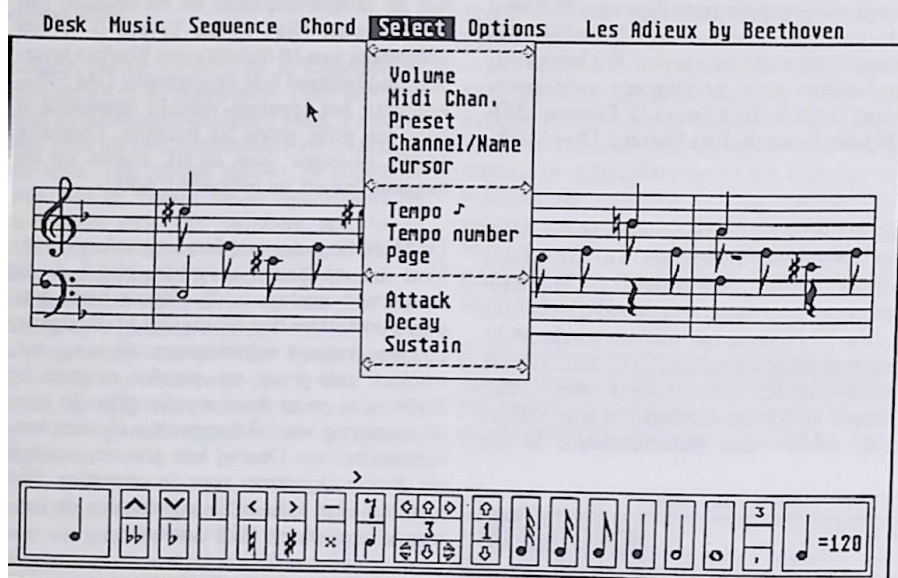 Desk Music Sequence Chord Select Options Les Adieux by Beethoven
Volume
Midi Chan.
Preset
Channel/Name
Cursor
Tempo ♪
Tempo number
Page
Attack
Decay
Sustain
3
1
3
=120